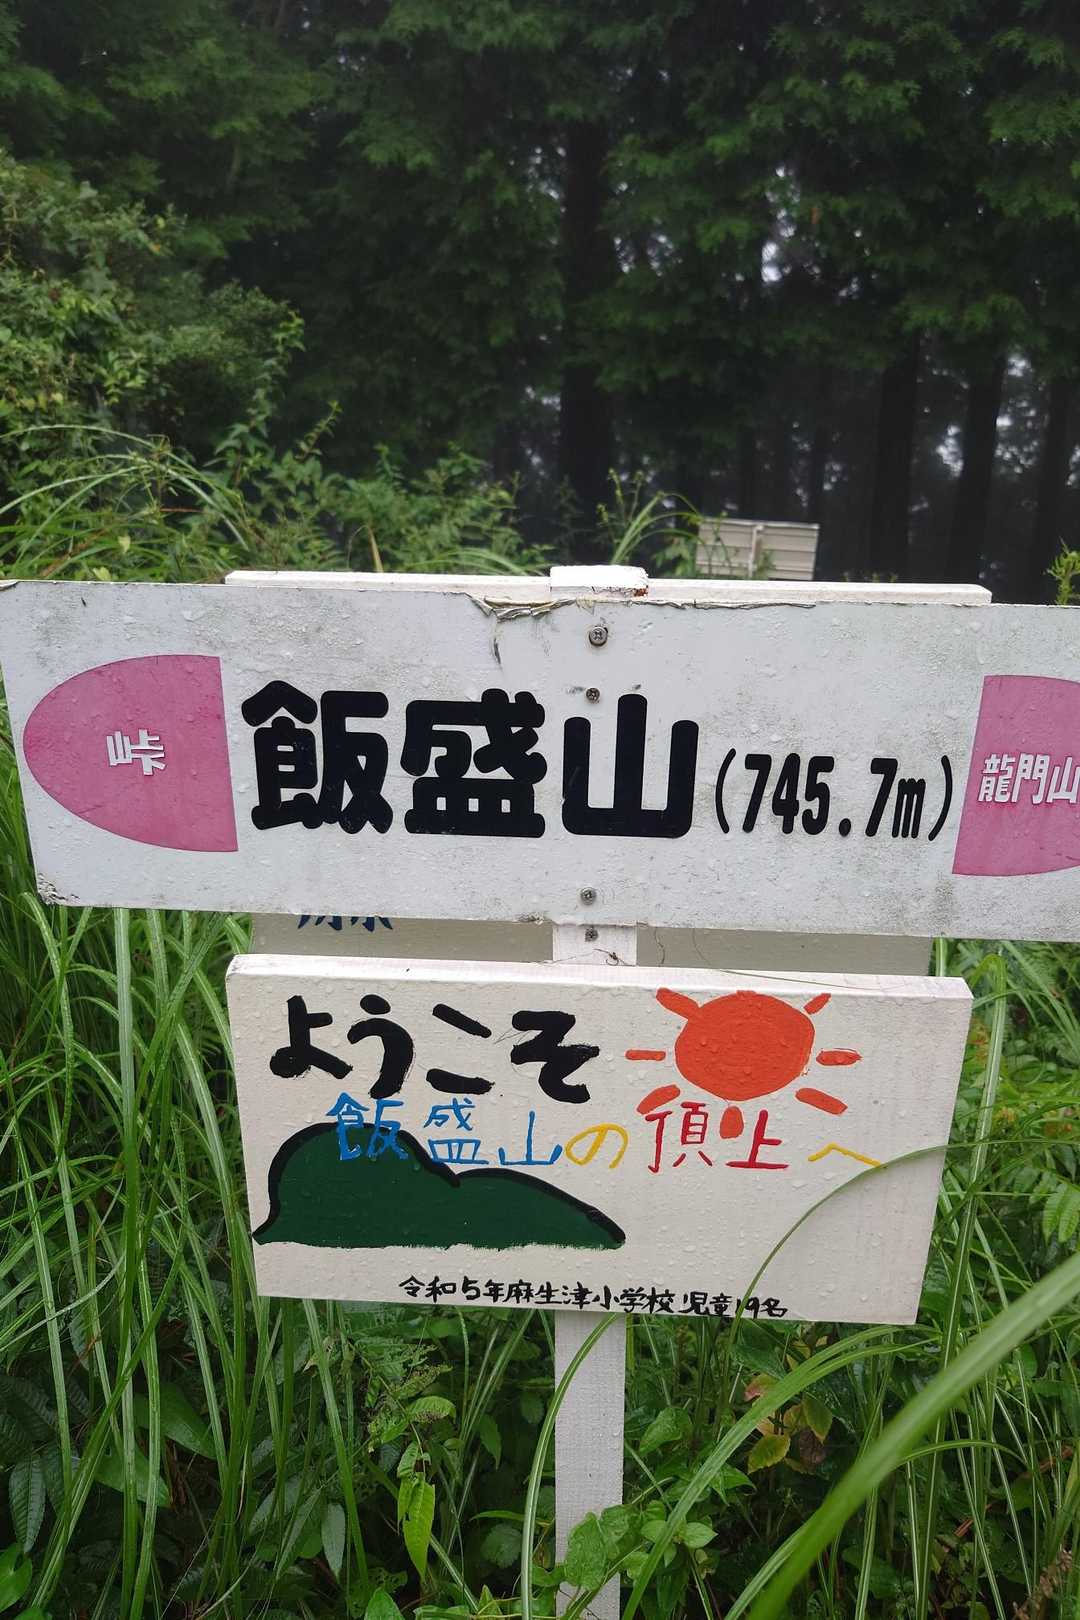 峠 飯盛山 (745.7m) 龍門山
ようこそ
飯盛山の頂上へ
令和5年麻生津小学校児童19名